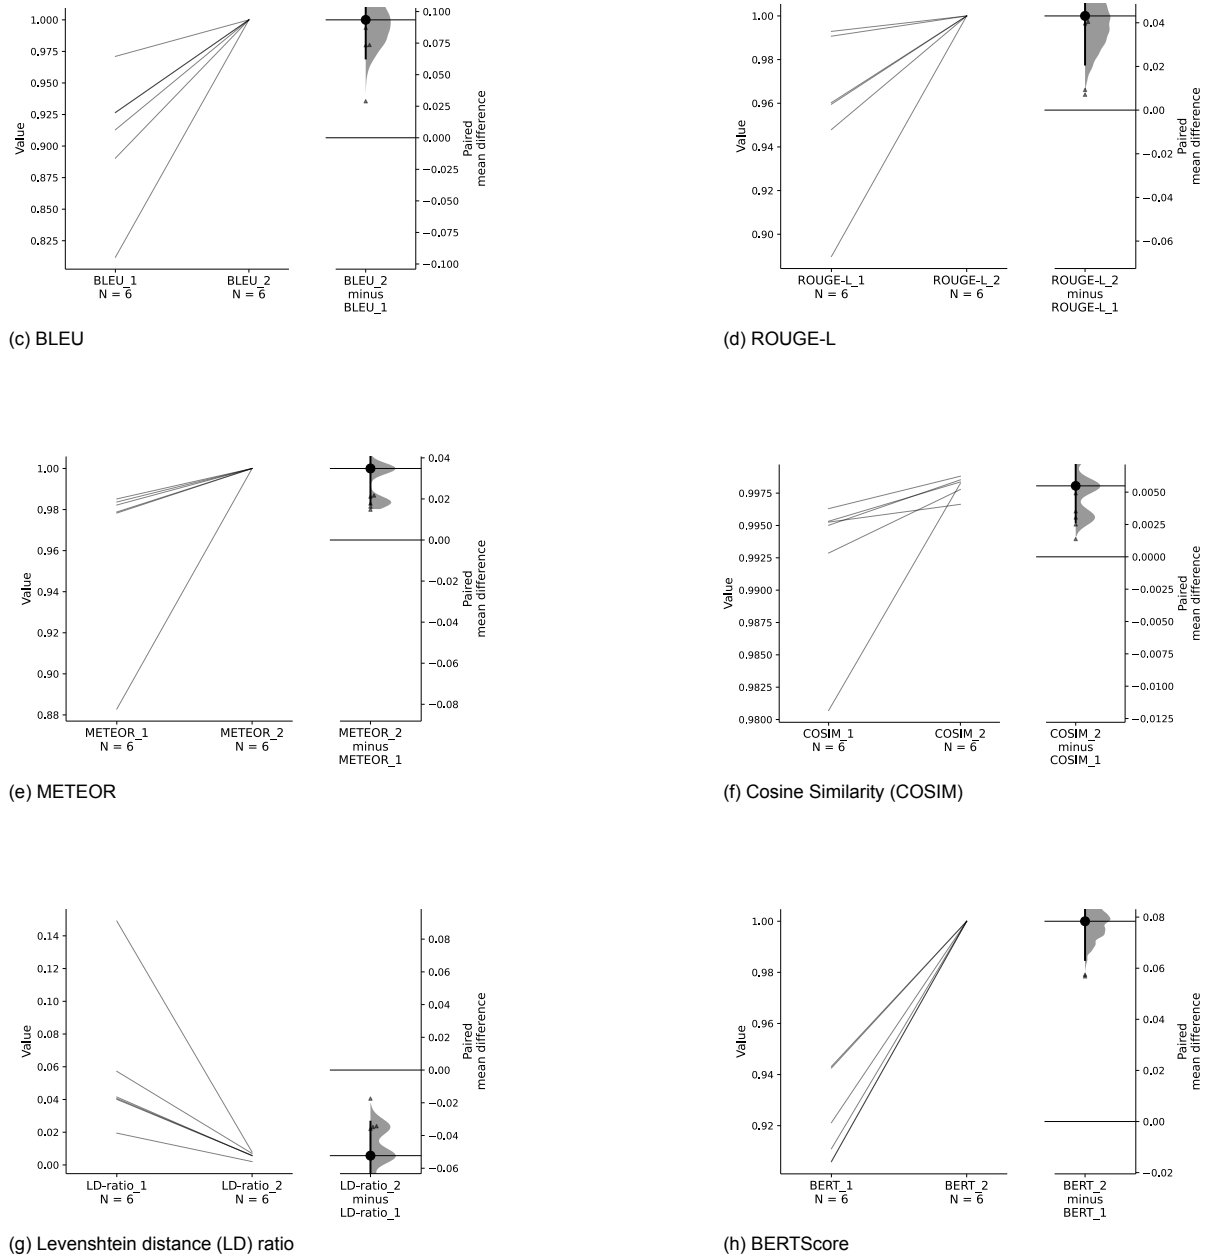 1.000
0.975
0.950
0.925
0.900
0.875
0.850
0.825
Value
BLEU_1
N = 6
BLEU_2
N = 6
0.100
0.075
0.050
0.025
0.000
−0.025
−0.050
−0.075
−0.100
Paired
mean difference
BLEU_2
minus
BLEU_1
(c) BLEU
1.00
0.98
0.96
0.94
0.92
0.90
Value
ROUGE-L_1
N = 6
ROUGE-L_2
N = 6
0.04
0.02
0.00
−0.02
−0.04
−0.06
Paired
mean difference
ROUGE-L_2
minus
ROUGE-L_1
(d) ROUGE-L
1.00
0.98
0.96
0.94
0.92
0.90
0.88
Value
METEOR_1
N = 6
METEOR_2
N = 6
0.04
0.02
0.00
−0.02
−0.04
−0.06
−0.08
Paired
mean difference
METEOR_2
minus
METEOR_1
(e) METEOR
0.9975
0.9950
0.9925
0.9900
0.9875
0.9850
0.9825
0.9800
Value
COSIM_1
N = 6
COSIM_2
N = 6
0.0050
0.0025
0.0000
−0.0025
−0.0050
−0.0075
−0.0100
−0.0125
Paired
mean difference
COSIM_2
minus
COSIM_1
(f) Cosine Similarity (COSIM)
0.14
0.12
0.10
0.08
0.06
0.04
0.02
0.00
Value
LD-ratio_1
N = 6
LD-ratio_2
N = 6
0.08
0.06
0.04
0.02
0.00
−0.02
−0.04
−0.06
Paired
mean difference
LD-ratio_2
minus
LD-ratio_1
(g) Levenshtein distance (LD) ratio
1.00
0.98
0.96
0.94
0.92
Value
BERT_1
N = 6
BERT_2
N = 6
0.08
0.06
0.04
0.02
0.00
−0.02
Paired
mean difference
BERT_2
minus
BERT_1
(h) BERTScore